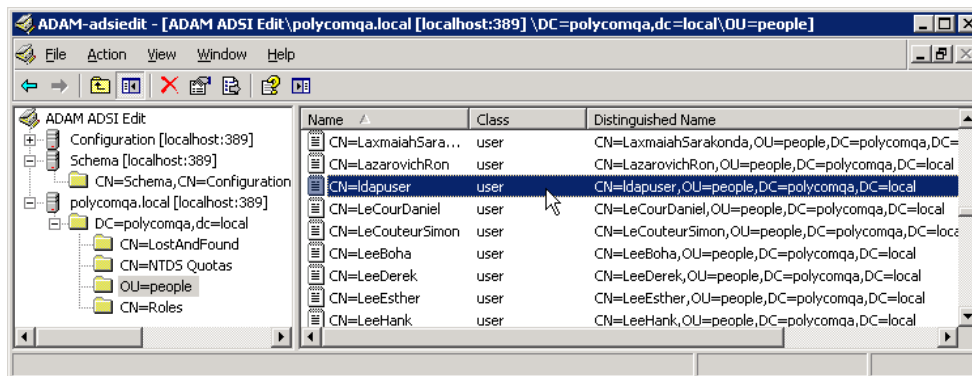 ADAM-adsiedit - [ADAM ADSI Edit\polycomqa.local [localhost:389] \DC=polycomqa,dc=local\OU=people]
File Action View Window Help
ADAM ADSI Edit
Configuration [localhost:389]
Schema [localhost:389]
CN=Schema,CN=Configuration
polycomqa.local [localhost:389]
DC=polycomqa,dc=local
CN=LostAndFound
CN=NTDS Quotas
OU=people
CN=Roles
Name Class Distinguished Name
CN=LaxmaiahSara... user CN=LaxmaiahSarakonda,OU=people,DC=polycomqa,DC=
CN=LazarovichRon user CN=LazarovichRon,OU=people,DC=polycomqa,DC=local
CN=ldapuser user CN=ldapuser,OU=people,DC=polycomqa,DC=local
CN=LeCourDaniel user CN=LeCourDaniel,OU=people,DC=polycomqa,DC=local
CN=LeCouteurSimon user CN=LeCouteurSimon,OU=people,DC=polycomqa,DC=loca
CN=LeeBoha user CN=LeeBoha,OU=people,DC=polycomqa,DC=local
CN=LeeDerek user CN=LeeDerek,OU=people,DC=polycomqa,DC=local
CN=LeeEsther user CN=LeeEsther,OU=people,DC=polycomqa,DC=local
CN=LeeHank user CN=LeeHank,OU=people,DC=polycomqa,DC=local